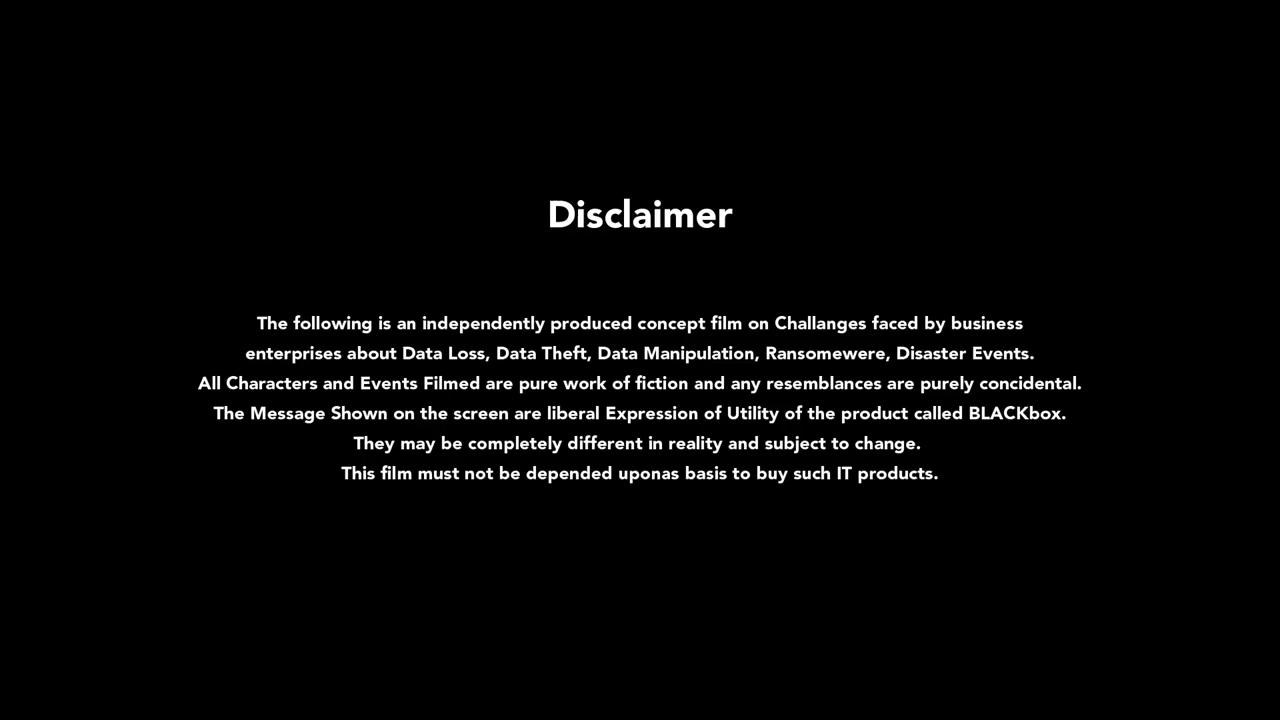 Disclaimer
The following is an independently produced concept film on Challanges faced by business
enterprises about Data Loss, Data Theft, Data Manipulation, Ransomewere, Disaster Events.
All Characters and Events Filmed are pure work of fiction and any resemblances are purely concidental.
The Message Shown on the screen are liberal Expression of Utility of the product called BLACKbox.
They may be completely different in reality and subject to change.
This film must not be depended uponas basis to buy such IT products.